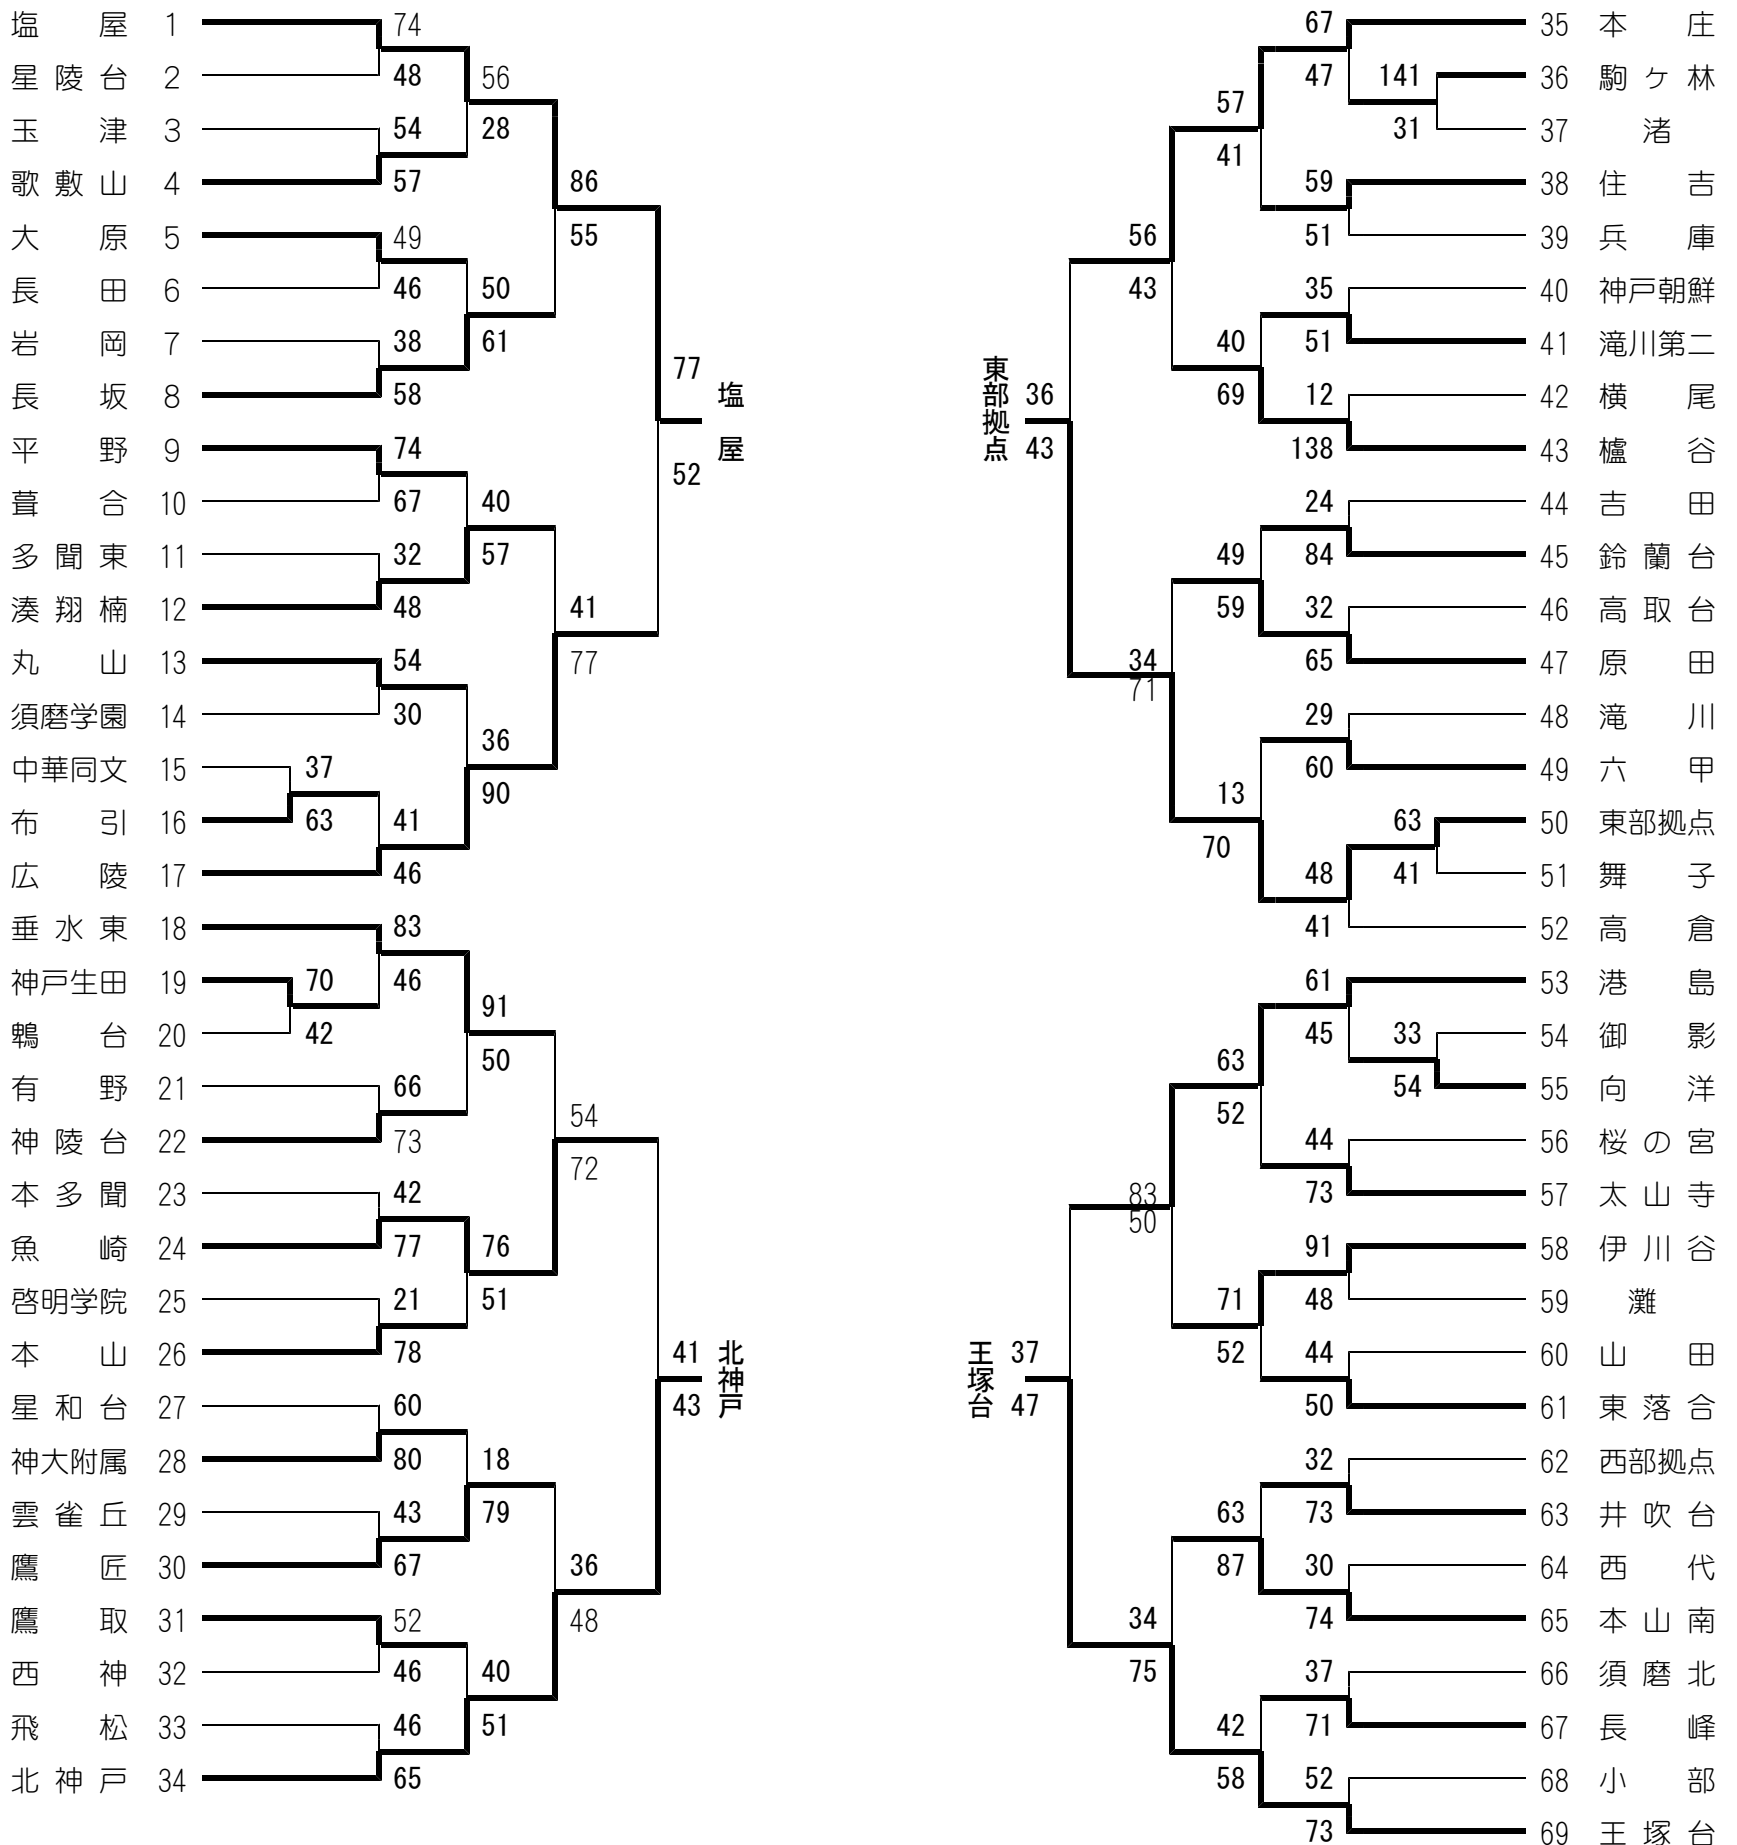 塩屋 1 74
星陵台 2 48 56
玉津 3 54 28
歌敷山 4 57 86
大原 5 49 55
長田 6 46 50
岩岡 7 38 61
長坂 8 58
77 塩屋
平野 9 74
52
葺合 10 67 40
多聞東 11 32 57
湊翔楠 12 48 41
丸山 13 54 77
須磨学園 14 30 36
中華同文 15 37
90
布引 16 63 41
広陵 17 46
垂水東 18 83
神戸生田 19 70 46
91
鵯台 20 42
50
有野 21 66
54
神陵台 22 73
72
本多聞 23 42
魚崎 24 77 76
啓明学院 25 21 51
本山 26 78
41 北神戸
星和台 27 60
43
神大附属 28 80 18
雲雀丘 29 43 79
鷹匠 30 67 36
鷹取 31 52 48
西神 32 46 40
飛松 33 46 51
北神戸 34 65
67 35 本庄
47 141 36 駒ヶ林
57
31 37 渚
41
59 38 住吉
56 51 39 兵庫
43 35 40 神戸朝鮮
40 51 41 滝川第二
東部拠点 36 69 12 42 横尾
43 138 43 櫨谷
24 44 吉田
49 84 45 鈴蘭台
59 32 46 高取台
34 65 47 原田
71
29 48 滝川
60 49 六甲
13
63 50 東部拠点
70
48 41 51 舞子
41 52 高倉
61 53 港島
45 33 54 御影
63
54 55 向洋
52
44 56 桜の宮
83 73 57 太山寺
50
91 58 伊川谷
71 48 59 灘
王塚台 37 52 44 60 山田
47 50 61 東落合
32 62 西部拠点
63 73 63 井吹台
87 30 64 西代
34 74 65 本山南
75 37 66 須磨北
42 71 67 長峰
58 52 68 小部
73 69 王塚台